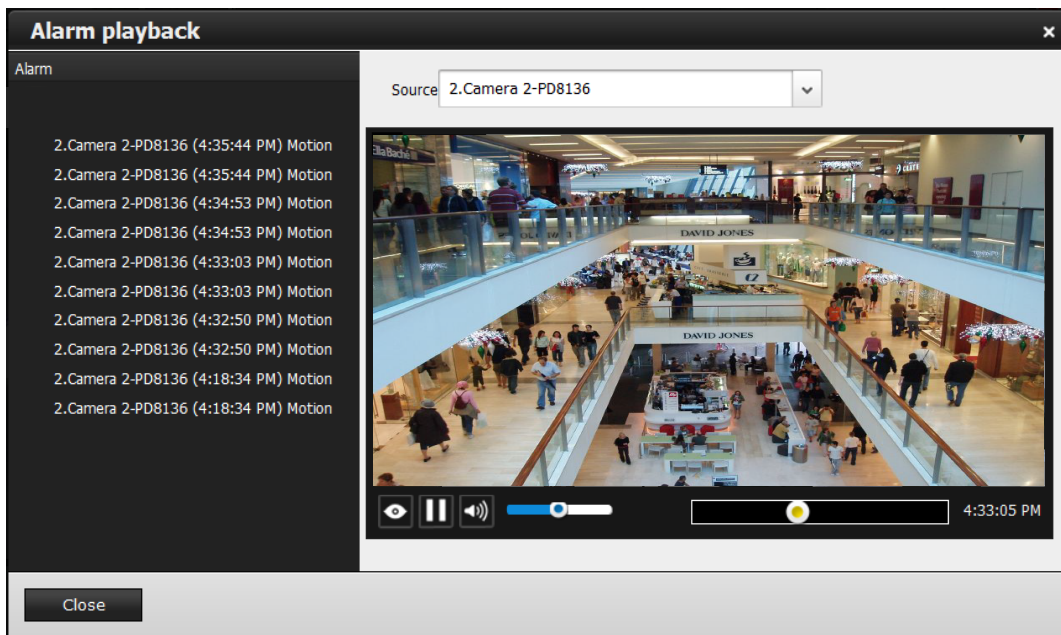 Alarm playback
Alarm
2.Camera 2-PD8136 (4:35:44 PM) Motion
2.Camera 2-PD8136 (4:35:44 PM) Motion
2.Camera 2-PD8136 (4:34:53 PM) Motion
2.Camera 2-PD8136 (4:34:53 PM) Motion
2.Camera 2-PD8136 (4:33:03 PM) Motion
2.Camera 2-PD8136 (4:33:03 PM) Motion
2.Camera 2-PD8136 (4:32:50 PM) Motion
2.Camera 2-PD8136 (4:32:50 PM) Motion
2.Camera 2-PD8136 (4:18:34 PM) Motion
2.Camera 2-PD8136 (4:18:34 PM) Motion
Source 2.Camera 2-PD8136
Ella Baché
DAVID JONES
DAVID JONES
4:33:05 PM
Close